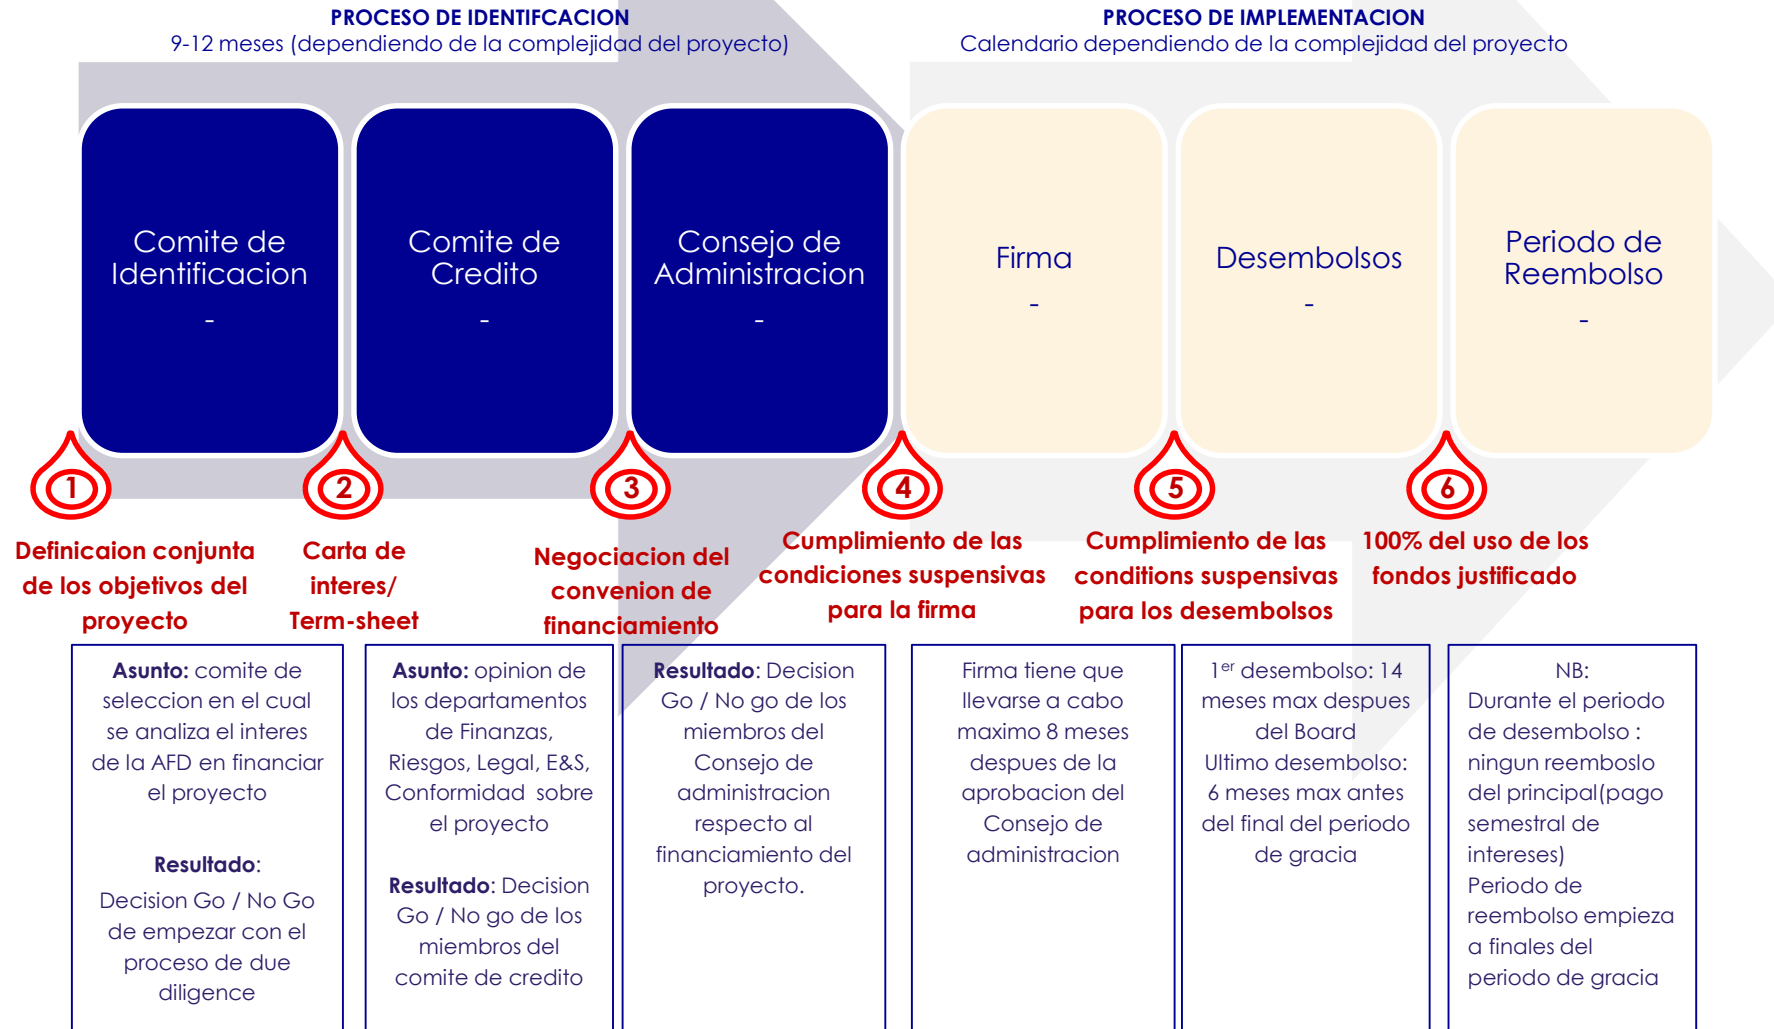 PROCESO DE IDENTIFCACION
9-12 meses (dependiendo de la complejidad del proyecto)
PROCESO DE IMPLEMENTACION
Calendario dependiendo de la complejidad del proyecto
Comite de
Identificacion
-
Comite de
Credito
-
Consejo de
Administracion
-
Firma
-
Desembolsos
-
Periodo de
Reembolso
-
1
2
3
4
5
6
Definicaion conjunta
de los objetivos del
proyecto
Carta de
interes/
Term-sheet
Negociacion del
convenion de
financiamiento
Cumplimiento de las
condiciones suspensivas
para la firma
Cumplimiento de las
conditions suspensivas
para los desembolsos
100% del uso de los
fondos justificado
Asunto: comite de
seleccion en el cual
se analiza el interes
de la AFD en financiar
el proyecto
Resultado:
Decision Go / No Go
de empezar con el
proceso de due
diligence
Asunto: opinion de
los departamentos
de Finanzas,
Riesgos, Legal, E&S,
Conformidad sobre
el proyecto
Resultado: Decision
Go / No go de los
miembros del
comite de credito
Resultado: Decision
Go / No go de los
miembros del
Consejo de
administracion
respecto al
financiamiento del
proyecto.
Firma tiene que
llevarse a cabo
maximo 8 meses
despues de la
aprobacion del
Consejo de
administracion
1er desembolso: 14
meses max despues
del Board
Ultimo desembolso:
6 meses max antes
del final del periodo
de gracia
NB:
Durante el periodo
de desembolso :
ningun reemboslo
del principal(pago
semestral de
intereses)
Periodo de
reembolso empieza
a finales del
periodo de gracia